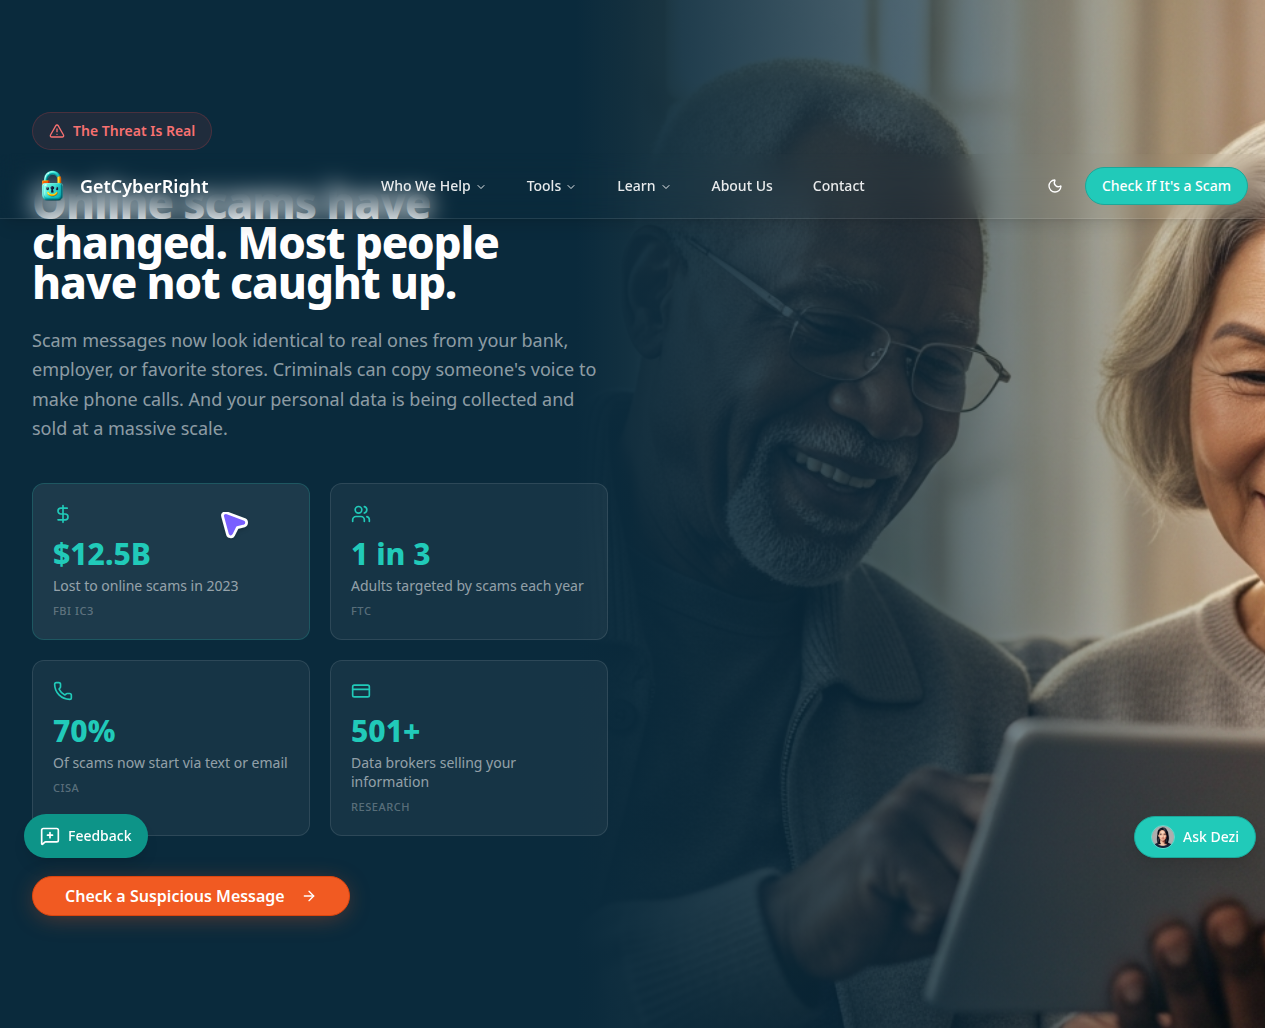 The Threat Is Real
GetCyberRight
Who We Help
Tools
Learn
About Us
Contact
Check If It's a Scam
Online scams have
changed. Most people
have not caught up.
Scam messages now look identical to real ones from your bank,
employer, or favorite stores. Criminals can copy someone's voice to
make phone calls. And your personal data is being collected and
sold at a massive scale.
$12.5B
Lost to online scams in 2023
FBI IC3
1 in 3
Adults targeted by scams each year
FTC
70%
Of scams now start via text or email
CISA
501+
Data brokers selling your
information
RESEARCH
Feedback
Ask Dezi
Check a Suspicious Message